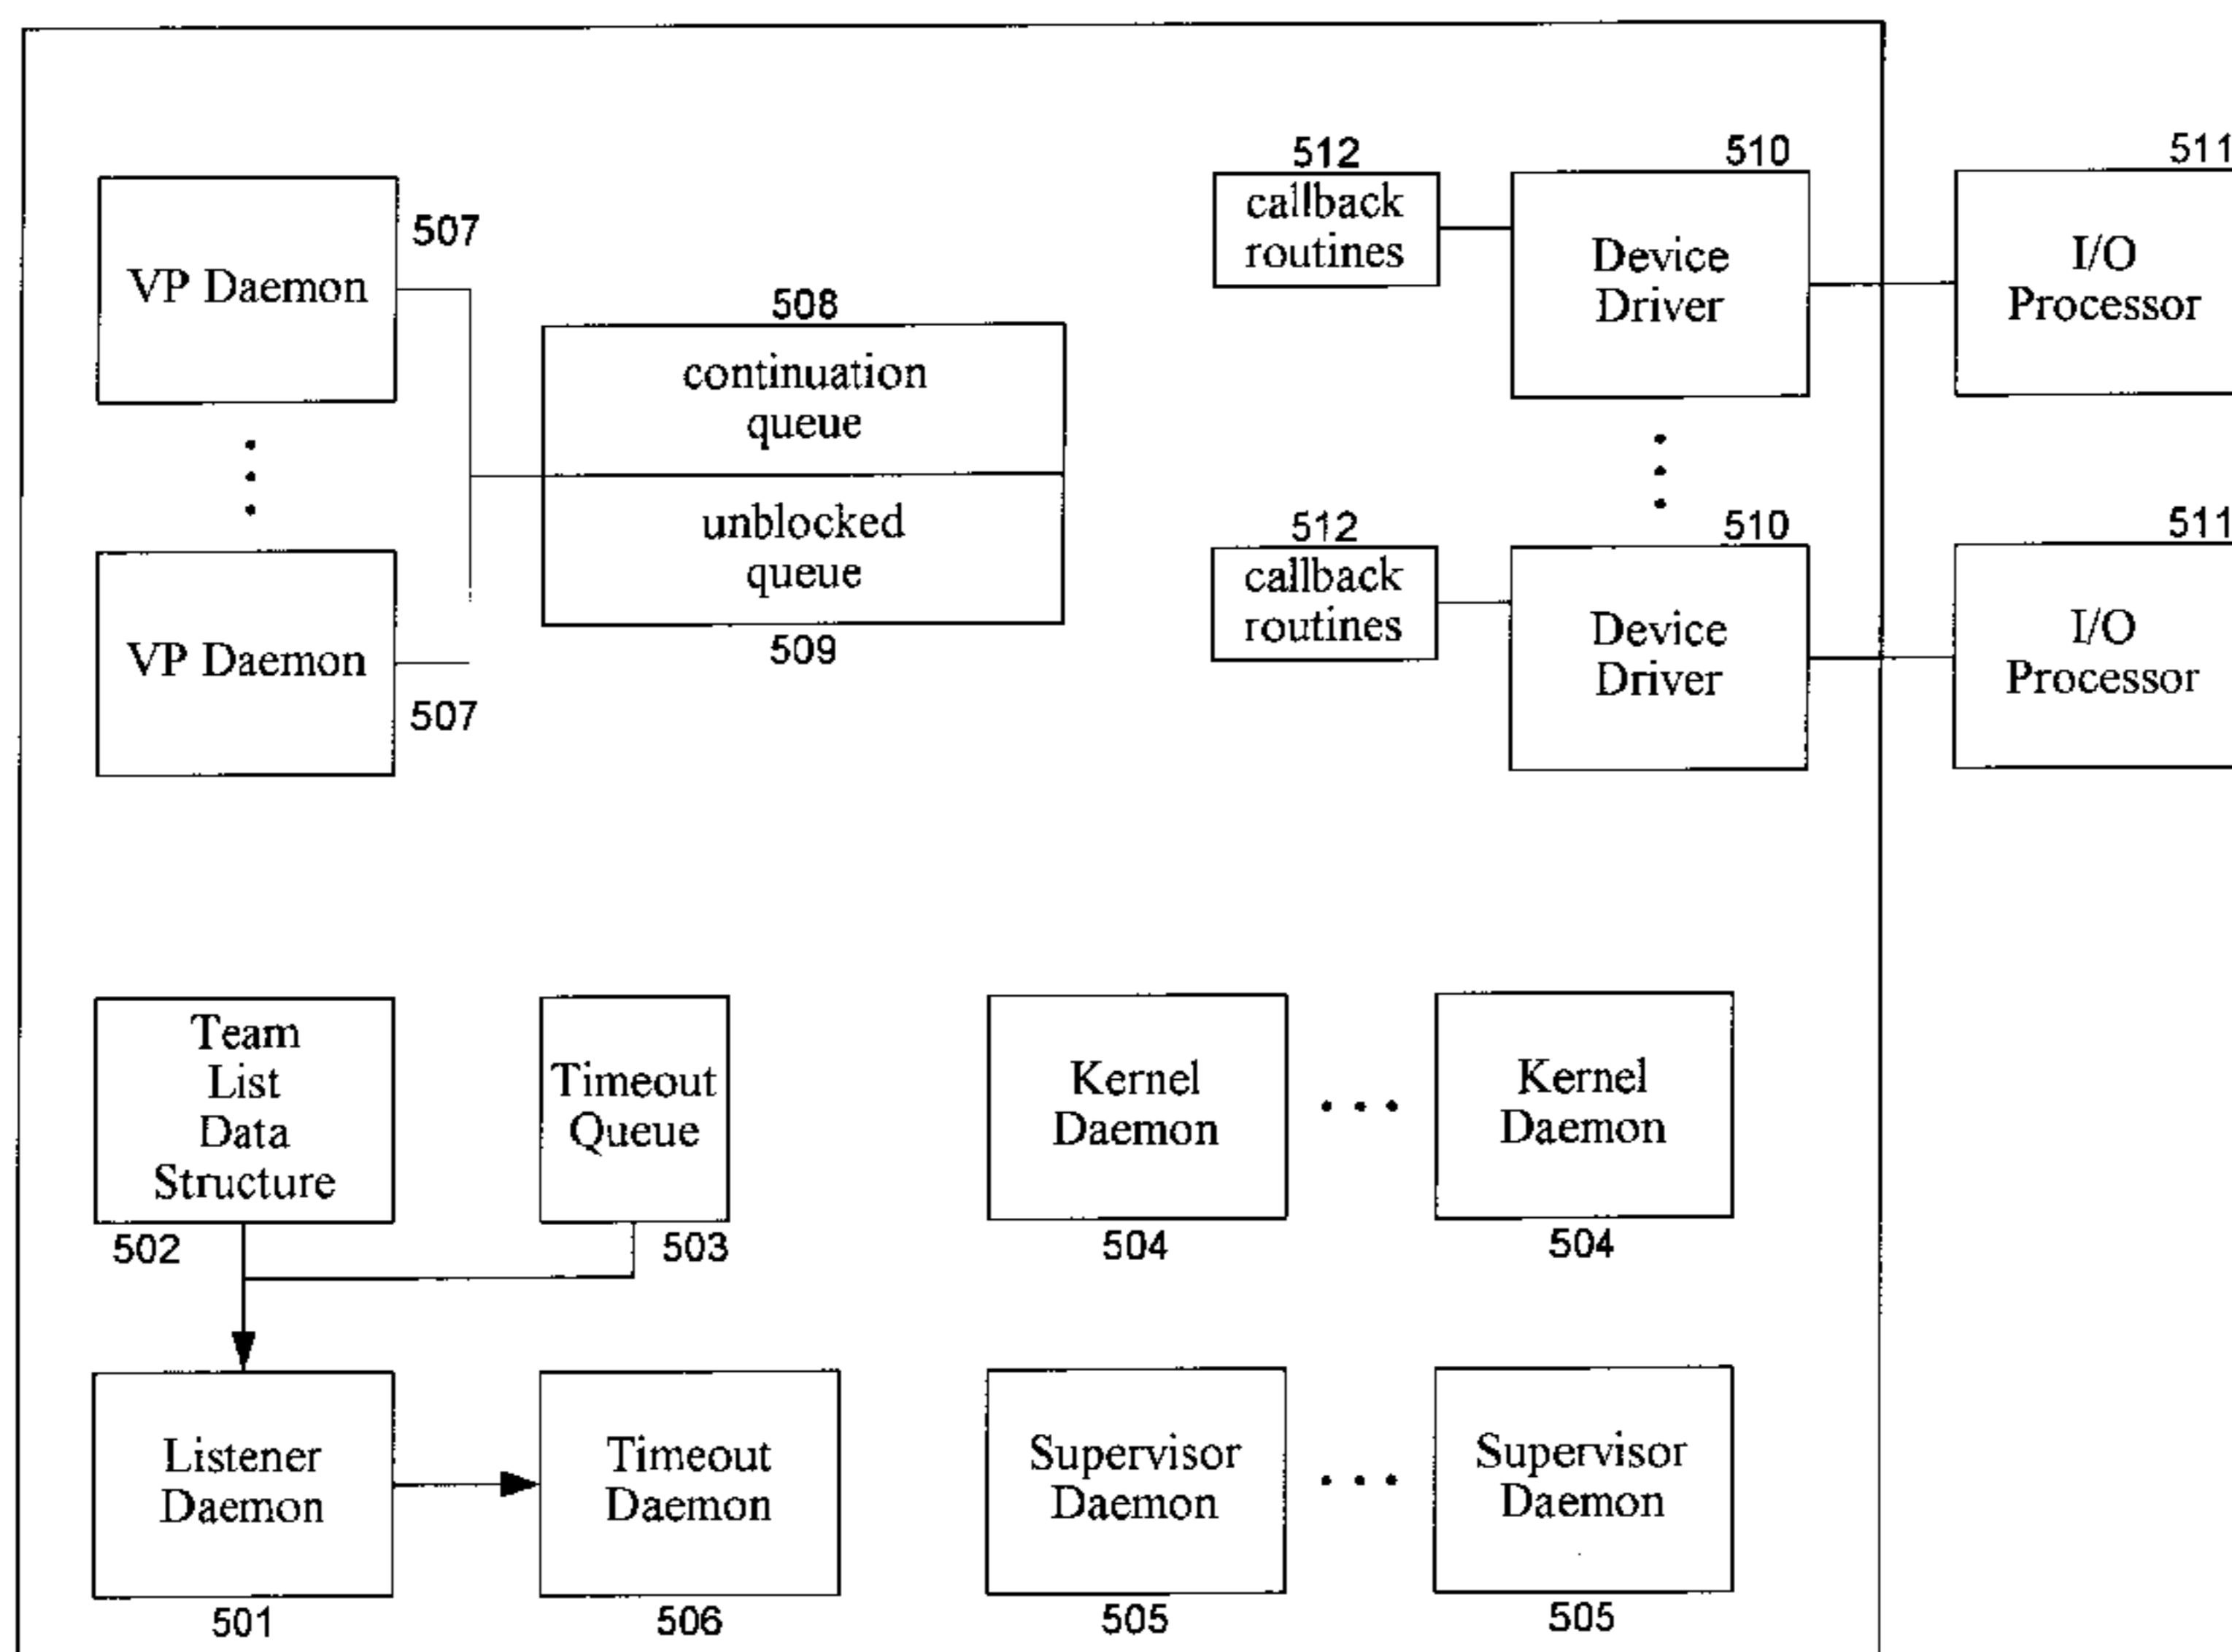 512
510
511
callback
routines
Device
Driver
I/O
Processor
VP Daemon
507
508
continuation
queue
unblocked
queue
509
512
510
511
callback
routines
Device
Driver
I/O
Processor
VP Daemon
507
Team
List
Data
Structure
502
Timeout
Queue
503
Kernel
Daemon
504
Kernel
Daemon
504
Listener
Daemon
501
Timeout
Daemon
506
Supervisor
Daemon
505
Supervisor
Daemon
505